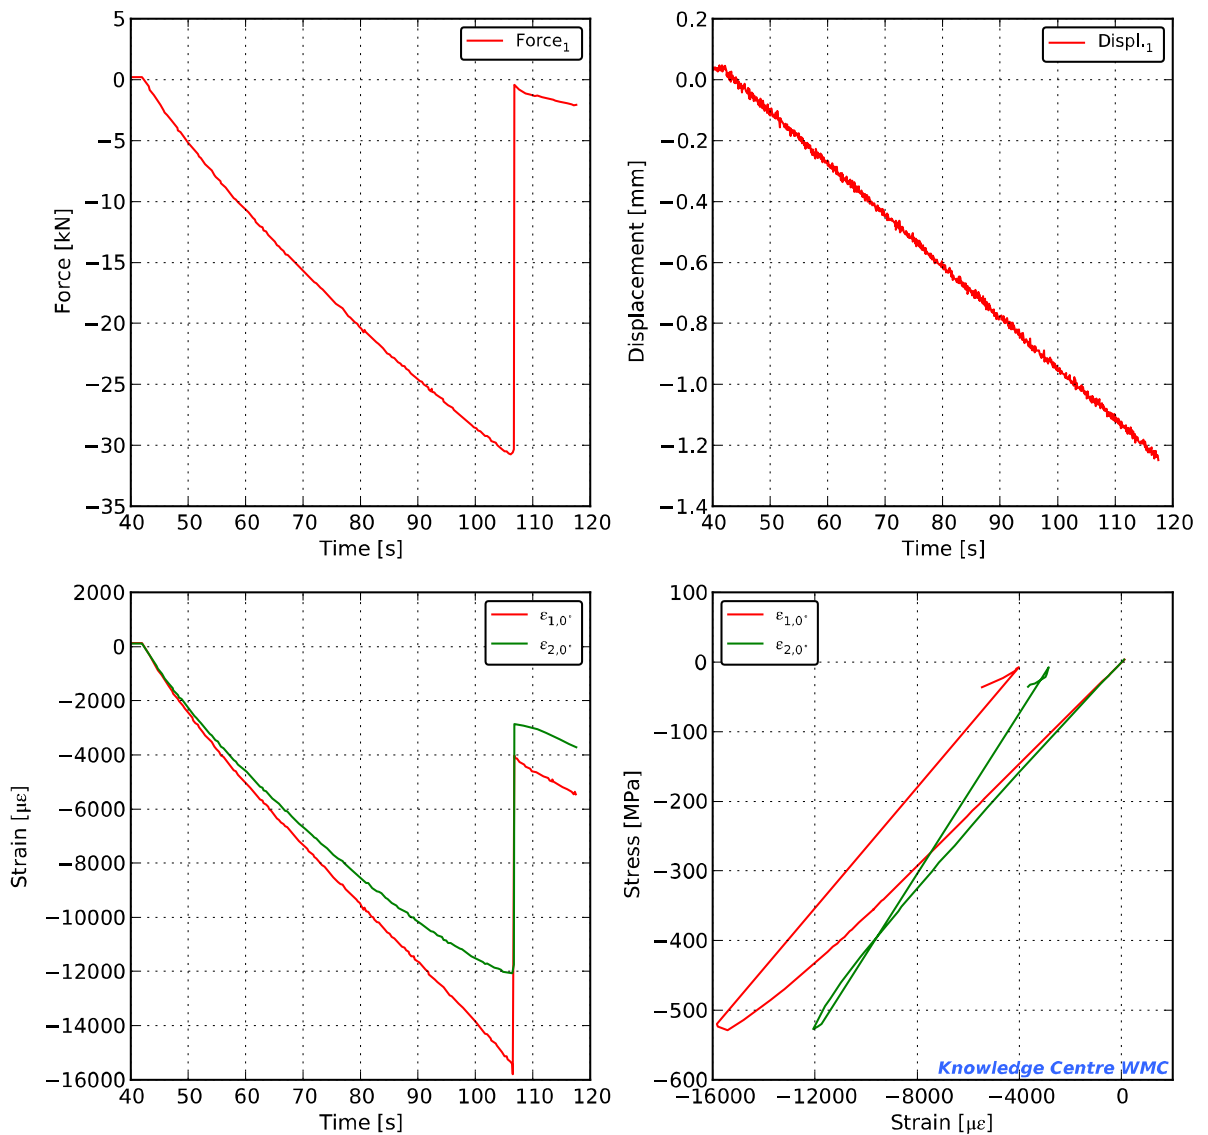 5
0
−5
−10
−15
−20
−25
−30
−35
Force [kN]
Force₁
40 50 60 70 80 90 100 110 120
Time [s]
0.2
0.0
−0.2
−0.4
−0.6
−0.8
−1.0
−1.2
−1.4
Displacement [mm]
Displ.₁
40 50 60 70 80 90 100 110 120
Time [s]
2000
0
−2000
−4000
−6000
−8000
−10000
−12000
−14000
−16000
Strain [με]
ε1,0°
ε2,0°
40 50 60 70 80 90 100 110 120
Time [s]
100
0
−100
−200
−300
−400
−500
−600
Stress [MPa]
ε1,0°
ε2,0°
Knowledge Centre WMC
−16000 −12000 −8000 −4000 0
Strain [με]